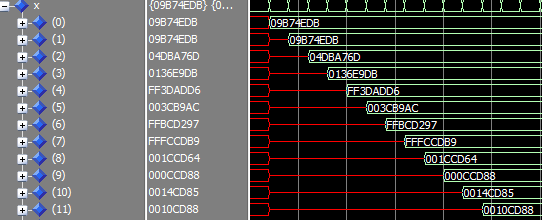 x {09B74EDB} {0...
(0) 09B74EDB 09B74EDB
(1) 09B74EDB 09B74EDB
(2) 04DBA76D 04DBA76D
(3) 0136E9DB 0136E9DB
(4) FF3DADD6 FF3DADD6
(5) 003CB9AC 003CB9AC
(6) FFBCD297 FFBCD297
(7) FFFCCDB9 FFFCCDB9
(8) 001CCD64 001CCD64
(9) 000CCD88 000CCD88
(10) 0014CD85 0014CD85
(11) 0010CD88 0010CD88